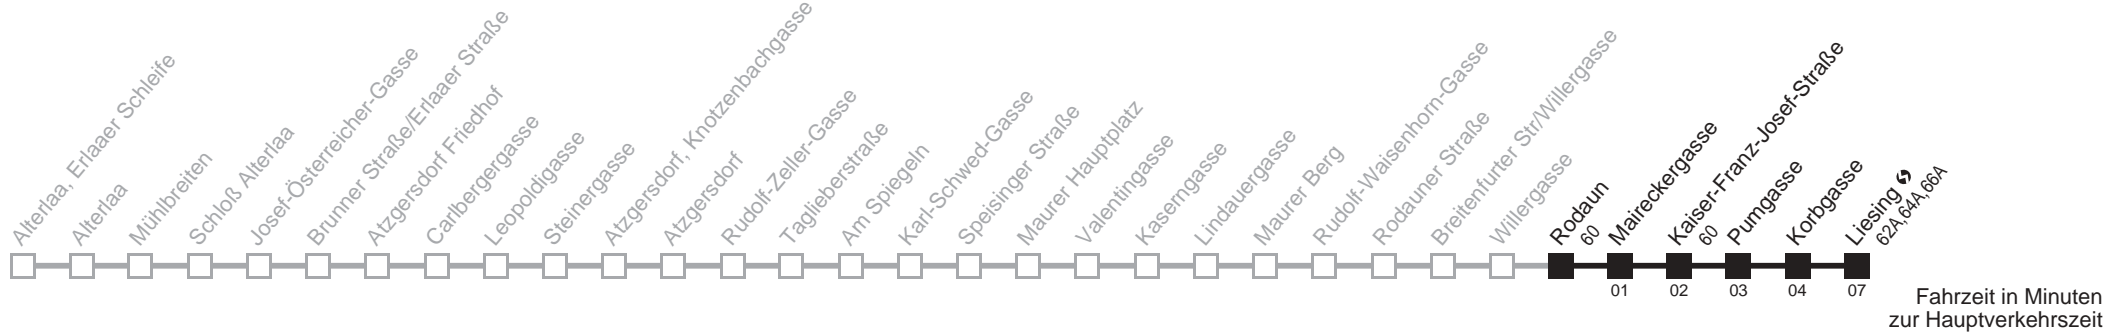 Alterlaa, Erlaaer Schleife
Alterlaa
Mühlbreiten
Schloß Alterlaa
Josef-Österreicher-Gasse
Brunner Straße/Erlaaer Straße
Atzgersdorf Friedhof
Carlbergergasse
Leopoldigasse
Steinergasse
Atzgersdorf, Knotzenbachgasse
Atzgersdorf
Rudolf-Zeller-Gasse
Taglieberstraße
Am Spiegeln
Karl-Schwed-Gasse
Speisinger Straße
Maurer Hauptplatz
Valentingasse
Kaserngasse
Lindauergasse
Maurer Berg
Rudolf-Waisenhorn-Gasse
Rodauner Straße
Breitenfurter Str/Willergasse
Willergasse
Rodaun
60
Maireckergasse
Kaiser-Franz-Josef-Straße
60
Purngasse
Korbgasse
Liesing
62A,64A,66A
01 02 03 04 07
Fahrzeit in Minuten
zur Hauptverkehrszeit